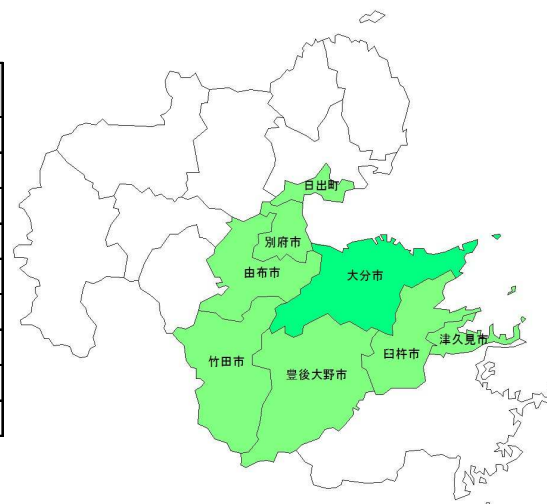 日出町
別府市
由布市
大分市
津久見市
臼杵市
竹田市
豊後大野市